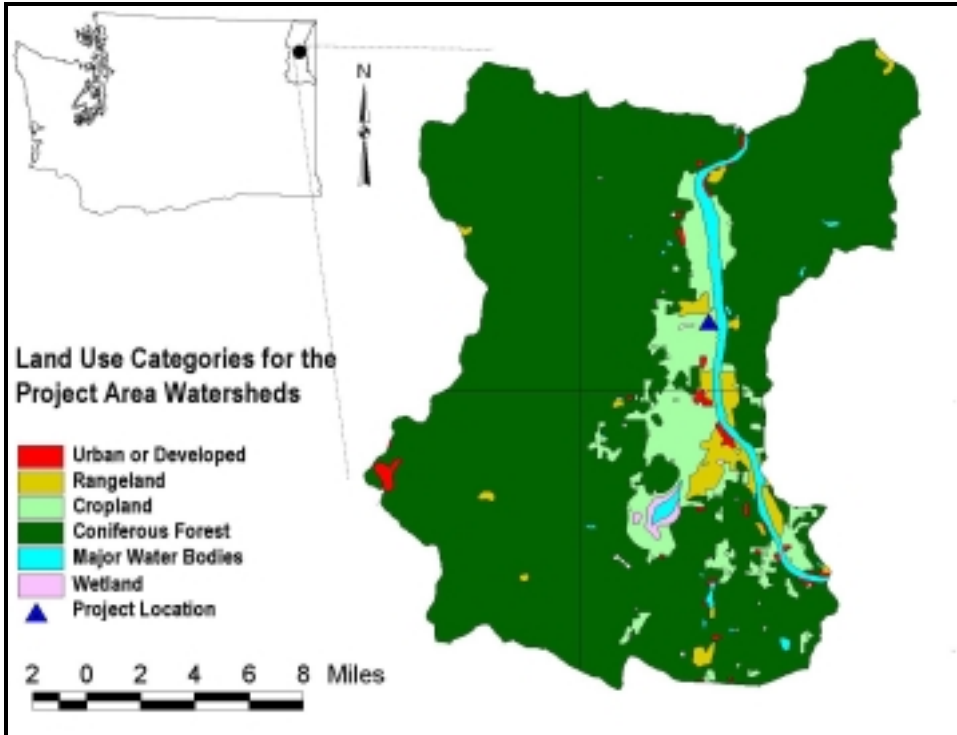 N
Land Use Categories for the
Project Area Watersheds
Urban or Developed
Rangeland
Cropland
Coniferous Forest
Major Water Bodies
Wetland
Project Location
2 0 2 4 6 8 Miles